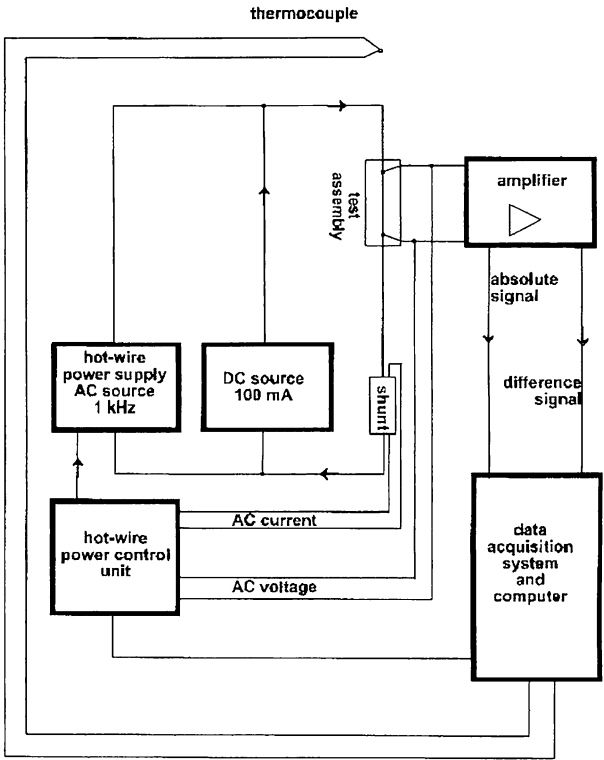 thermocouple
test
assembly
amplifier
absolute
signal
difference
signal
hot-wire
power supply
AC source
1 kHz
DC source
100 mA
shunt
hot-wire
power control
unit
AC current
AC voltage
data
acquisition
system
and
computer